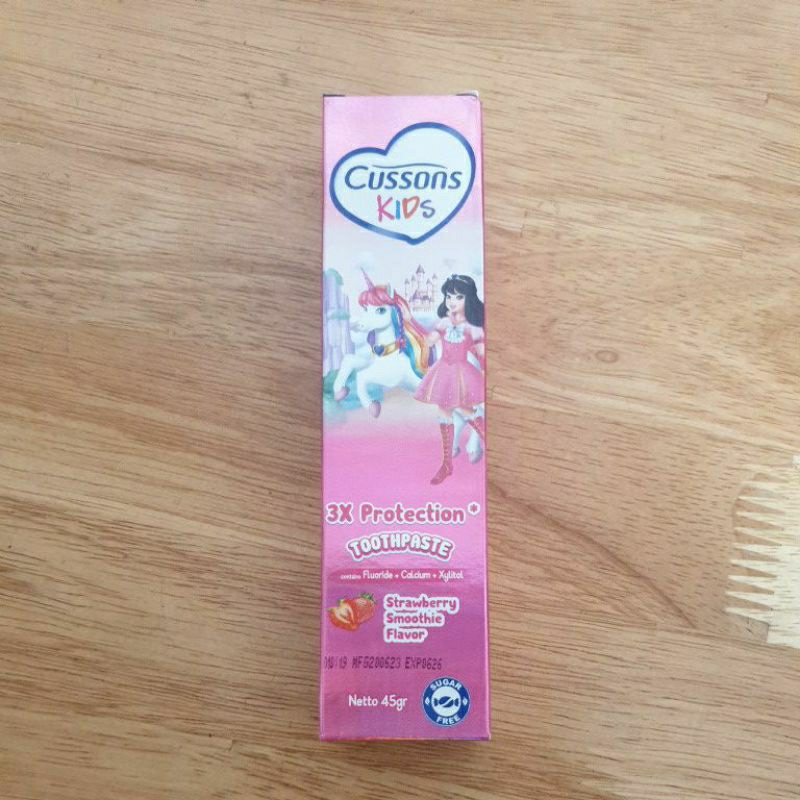 Cussons
KIDS
3X Protection*
TOOTHPASTE
contains Fluoride + Calcium + Xylitol
Strawberry
Smoothie
Flavor
MFG200623 EXP0626
Netto 45gr
SUGAR
FREE